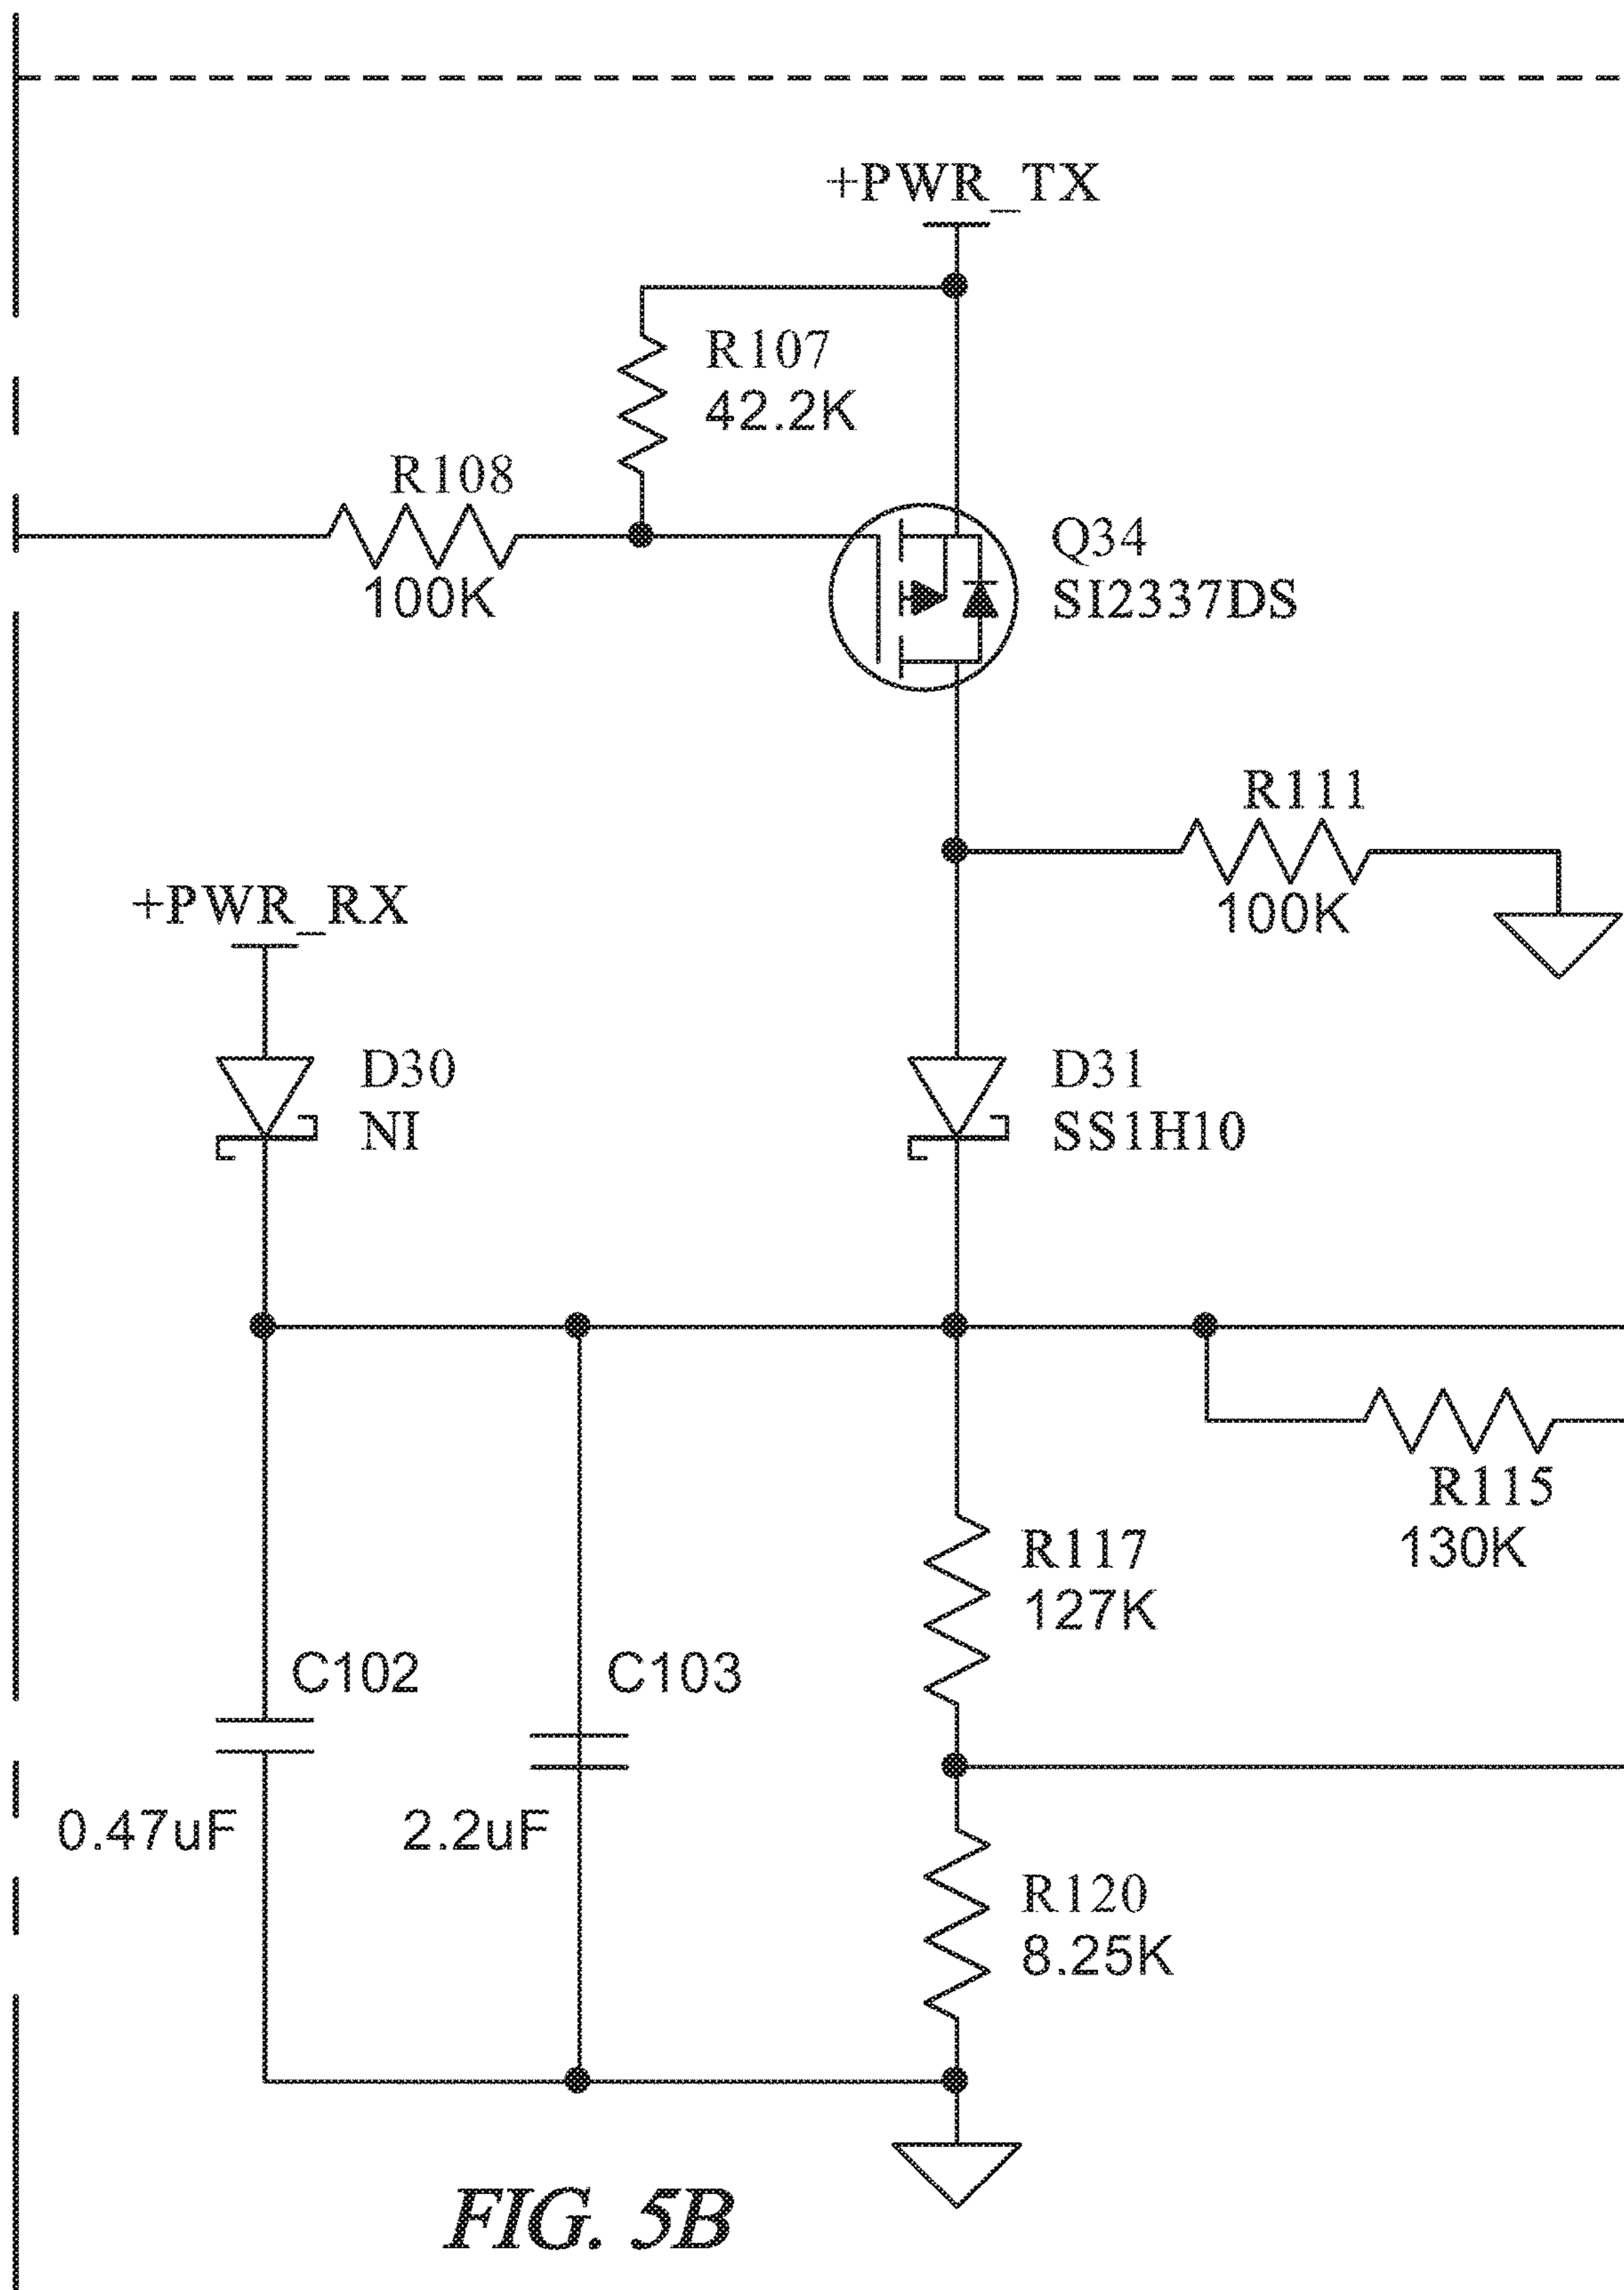 +PWR_TX
R107
42.2K
R108
100K
Q34
SI2337DS
R111
100K
+PWR_RX
D30
NI
D31
SS1H10
R115
130K
R117
127K
C102
C103
0.47uF
2.2uF
R120
8.25K
FIG. 5B